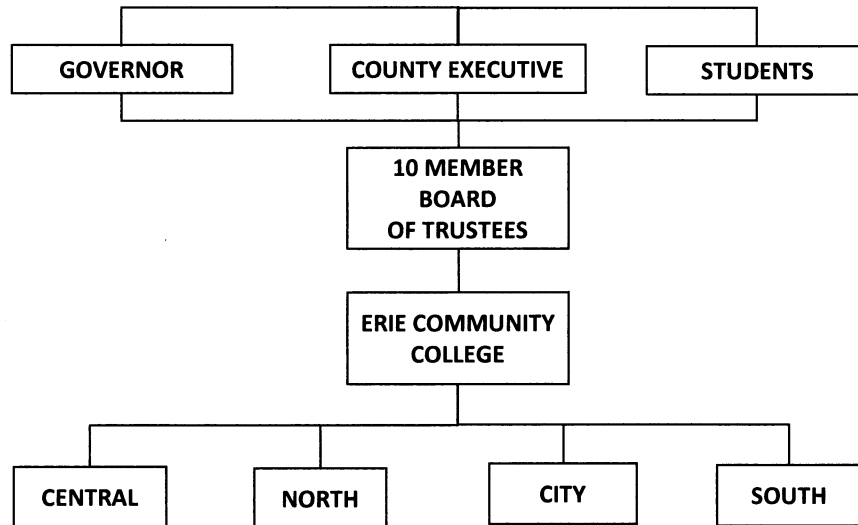 GOVERNOR
COUNTY EXECUTIVE
STUDENTS
10 MEMBER
BOARD
OF TRUSTEES
ERIE COMMUNITY
COLLEGE
CENTRAL
NORTH
CITY
SOUTH